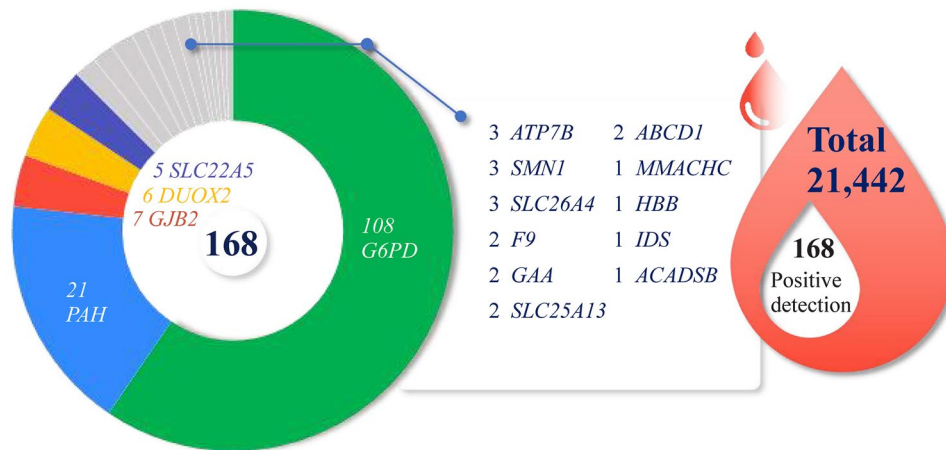 5 SLC22A5
6 DUOX2
7 GJB2
168
108
G6PD
21
PAH
3 ATP7B 2 ABCD1
3 SMN1 1 MMACHC
3 SLC26A4 1 HBB
2 F9 1 IDS
2 GAA 1 ACADSB
2 SLC25A13
Total
21,442
168
Positive
detection